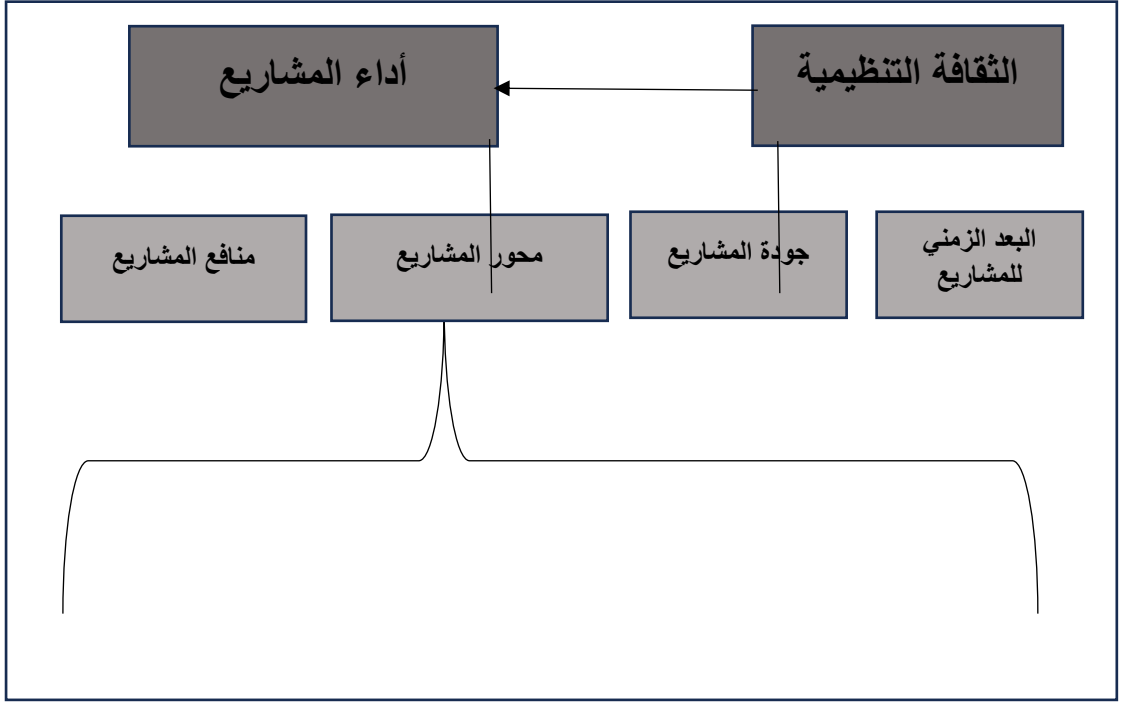 الثقافة التنظيمية
أداء المشاريع
البعد الزمني
للمشاريع
جودة المشاريع
محور المشاريع
منافع المشاريع